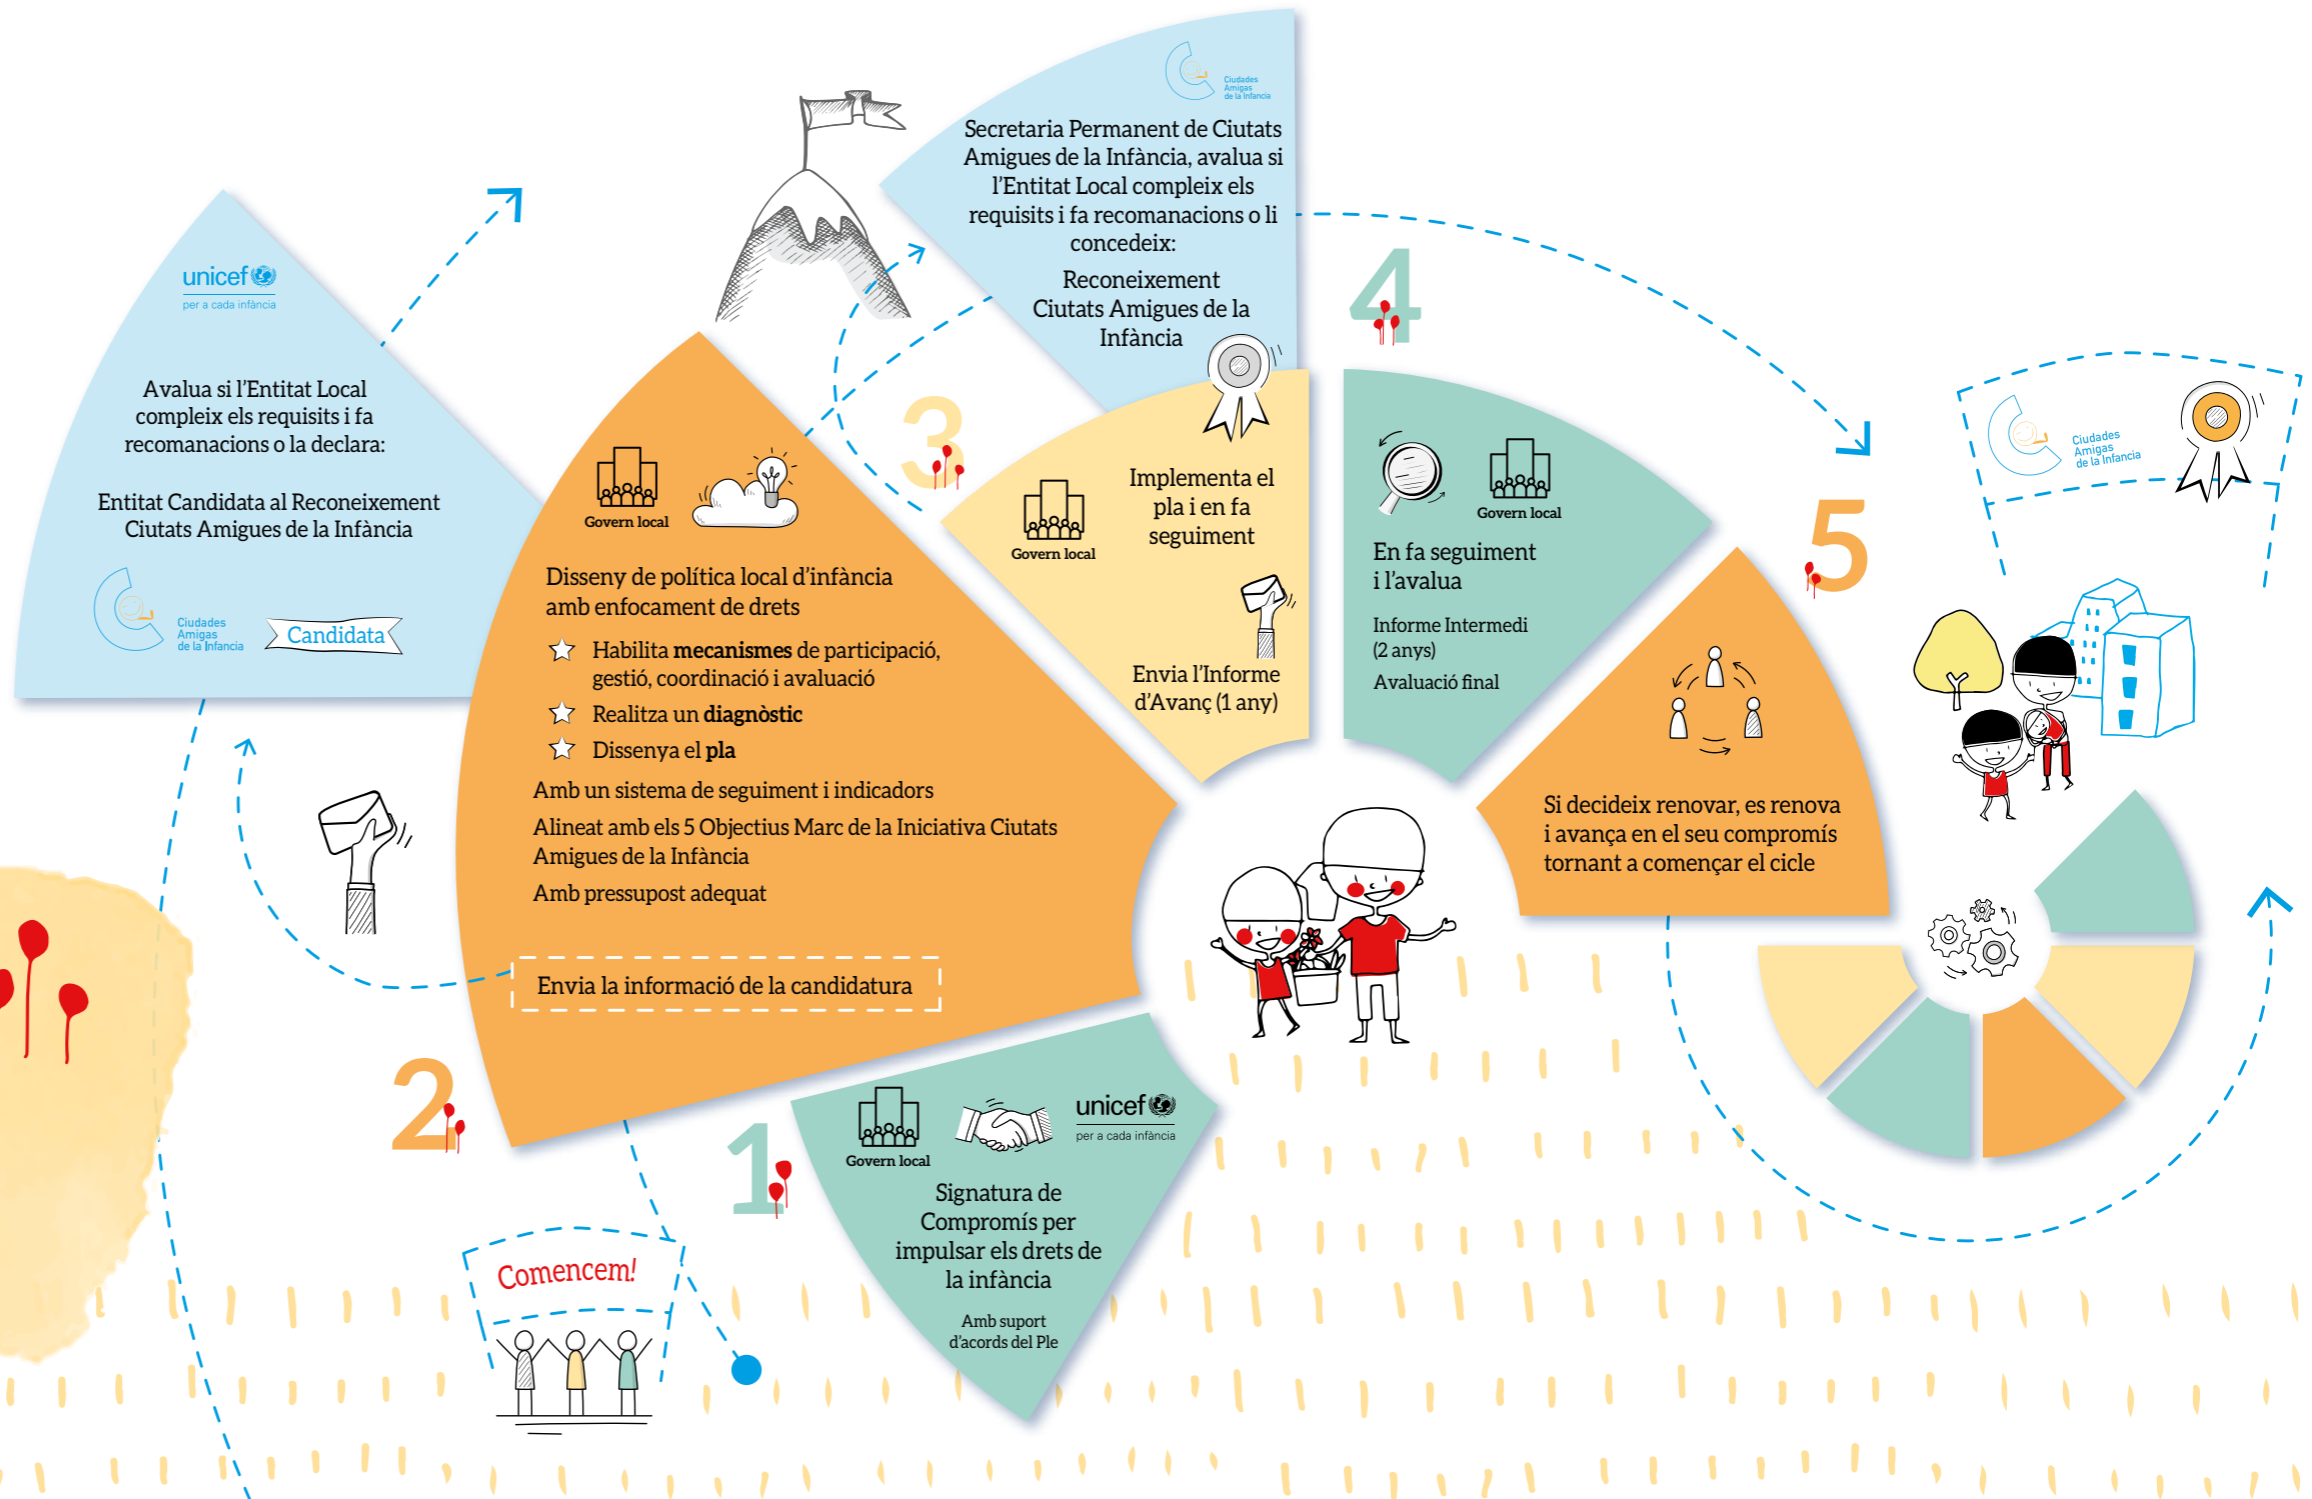 unicef
per a cada infància
Avalua si l'Entitat Local
compleix els requisits i fa
recomanacions o la declara:
Entitat Candidata al Reconeixement
Ciutats Amigues de la Infància
Ciudades
Amigas
de la Infancia
Candidata
Ciudades
Amigas
de la Infancia
Secretaria Permanent de Ciutats
Amigues de la Infància, avalua si
l'Entitat Local compleix els
requisits i fa recomanacions o li
concedeix:
Reconeixement
Ciutats Amigues de la
Infància
2
Govern local
Disseny de política local d'infància
amb enfocament de drets
Habilita mecanismes de participació,
gestió, coordinació i avaluació
Realitza un diagnòstic
Dissenya el pla
Amb un sistema de seguiment i indicadors
Alineat amb els 5 Objectius Marc de la Iniciativa Ciutats
Amigues de la Infància
Amb pressupost adequat
Envia la informació de la candidatura
3
Govern local
Implementa el
pla i en fa
seguiment
Envia l'Informe
d'Avanç (1 any)
4
Govern local
En fa seguiment
i l'avalua
Informe Intermedi
(2 anys)
Avaluació final
5
Si decideix renovar, es renova
i avança en el seu compromís
tornant a començar el cicle
Ciudades
Amigas
de la Infancia
1
Govern local
unicef
per a cada infància
Signatura de
Compromís per
impulsar els drets de
la infància
Amb suport
d'acords del Ple
Comencem!